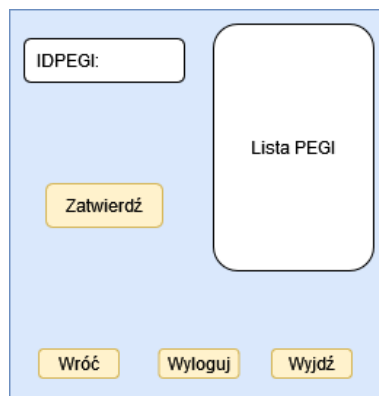 IDPEGI:
Lista PEGI
Zatwierdź
Wróć
Wyloguj
Wyjdź